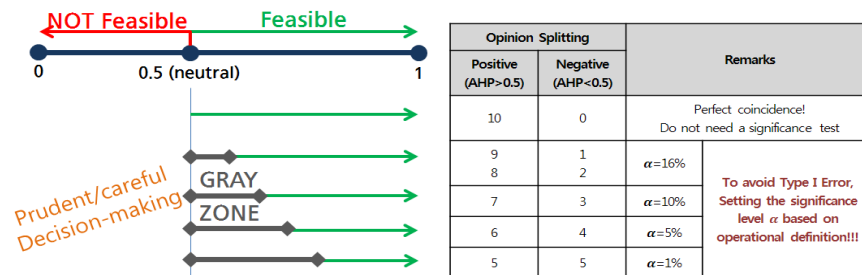 NOT Feasible
Feasible
0
0.5 (neutral)
1
GRAY
ZONE
Prudent/careful
Decision-making
Opinion Splitting
Remarks
Positive
(AHP>0.5)
Negative
(AHP<0.5)
10
0
Perfect coincidence!
Do not need a significance test
9
1
8
2
α=16%
7
3
α=10%
6
4
α=5%
5
5
α=1%
To avoid Type I Error,
Setting the significance
level α based on
operational definition!!!